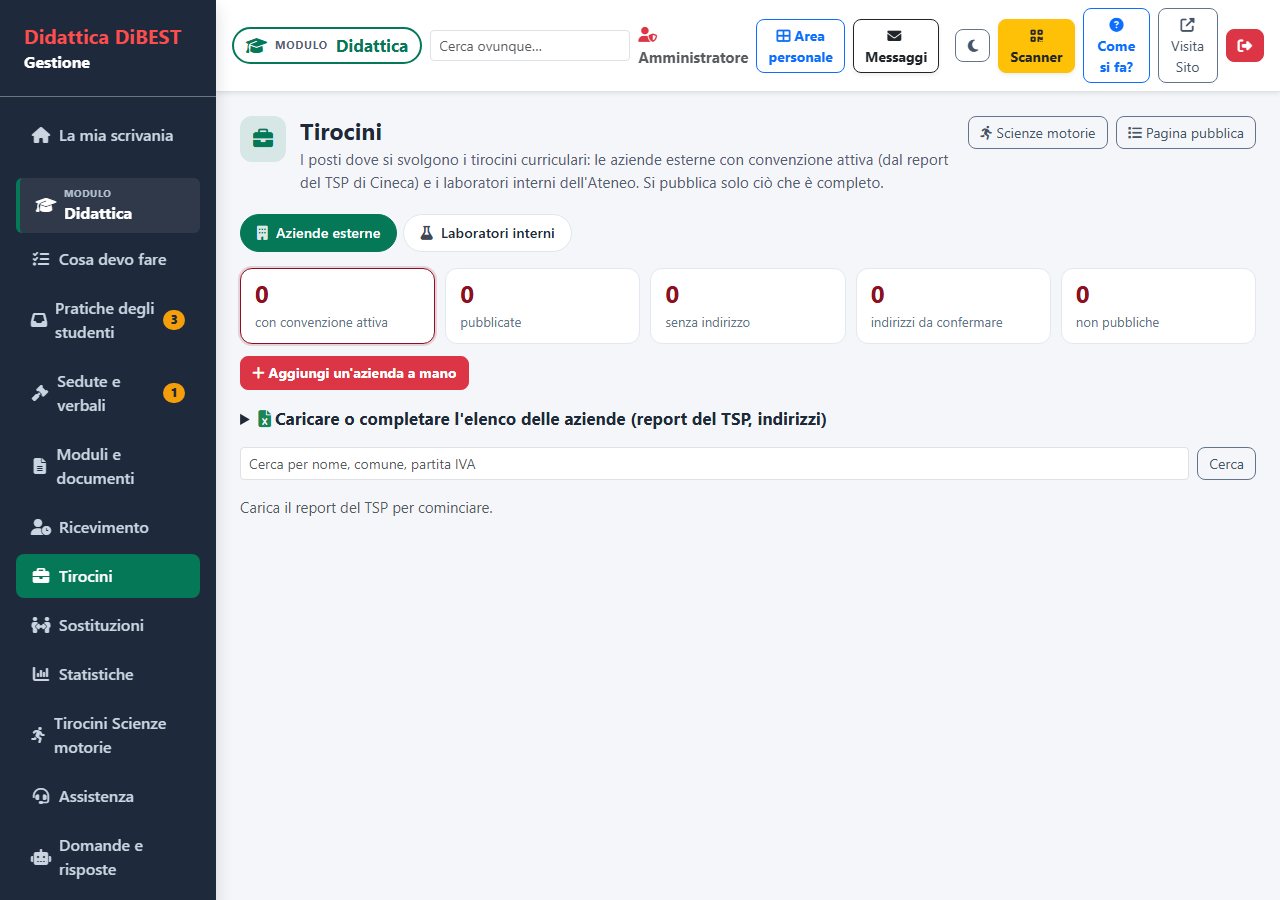 Didattica DiBEST
Gestione
La mia scrivania
MODULO
Didattica
Cosa devo fare
Pratiche degli
studenti
3
Sedute e
verbali
1
Moduli e
documenti
Ricevimento
Tirocini
Sostituzioni
Statistiche
Tirocini Scienze
motorie
Assistenza
Domande e
risposte
MODULO Didattica
Cerca ovunque...
Amministratore
Area
personale
Messaggi
Scanner
Come
si fa?
Visita
Sito
Tirocini
I posti dove si svolgono i tirocini curriculari: le aziende esterne con convenzione attiva (dal report
del TSP di Cineca) e i laboratori interni dell'Ateneo. Si pubblica solo ciò che è completo.
Scienze motorie
Pagina pubblica
Aziende esterne
Laboratori interni
0
con convenzione attiva
0
pubblicate
0
senza indirizzo
0
indirizzi da confermare
0
non pubbliche
Aggiungi un'azienda a mano
Caricare o completare l'elenco delle aziende (report del TSP, indirizzi)
Cerca per nome, comune, partita IVA
Cerca
Carica il report del TSP per cominciare.